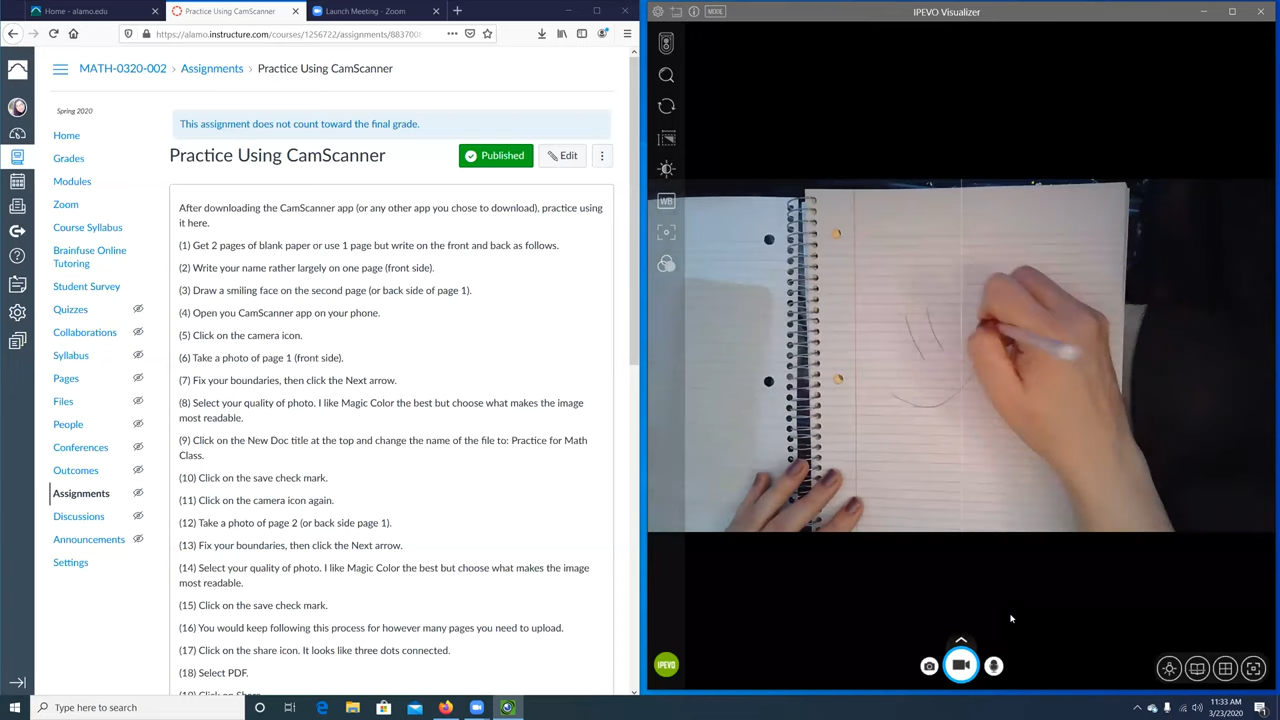 Home - alamo.edu
Practice Using CamScanner
Launch Meeting - Zoom
IPEVO Visualizer
MODE
https://alamo.instructure.com/courses/1256722/assignments/883700
MATH-0320-002 > Assignments > Practice Using CamScanner
Spring 2020
Home
Grades
Modules
Zoom
Course Syllabus
Brainfuse Online
Tutoring
Student Survey
Quizzes
Collaborations
Syllabus
Pages
Files
People
Conferences
Outcomes
Assignments
Discussions
Announcements
Settings
This assignment does not count toward the final grade.
Practice Using CamScanner
Published
Edit
After downloading the CamScanner app (or any other app you chose to download), practice using
it here.
(1) Get 2 pages of blank paper or use 1 page but write on the front and back as follows.
(2) Write your name rather largely on one page (front side).
(3) Draw a smiling face on the second page (or back side of page 1).
(4) Open you CamScanner app on your phone.
(5) Click on the camera icon.
(6) Take a photo of page 1 (front side).
(7) Fix your boundaries, then click the Next arrow.
(8) Select your quality of photo. I like Magic Color the best but choose what makes the image
most readable.
(9) Click on the New Doc title at the top and change the name of the file to: Practice for Math
Class.
(10) Click on the save check mark.
(11) Click on the camera icon again.
(12) Take a photo of page 2 (or back side page 1).
(13) Fix your boundaries, then click the Next arrow.
(14) Select your quality of photo. I like Magic Color the best but choose what makes the image
most readable.
(15) Click on the save check mark.
(16) You would keep following this process for however many pages you need to upload.
(17) Click on the share icon. It looks like three dots connected.
(18) Select PDF.
(19) Click on Share
WB
IPEVO
Type here to search
11:33 AM
3/23/2020